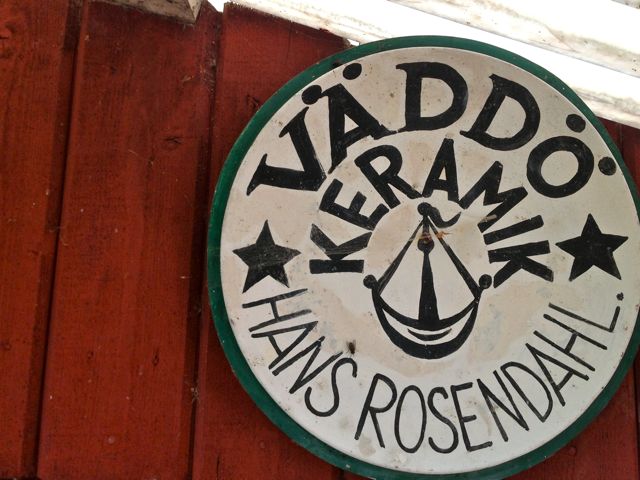 VÄDDÖ
KERAMIK
HANS ROSENDAHL.